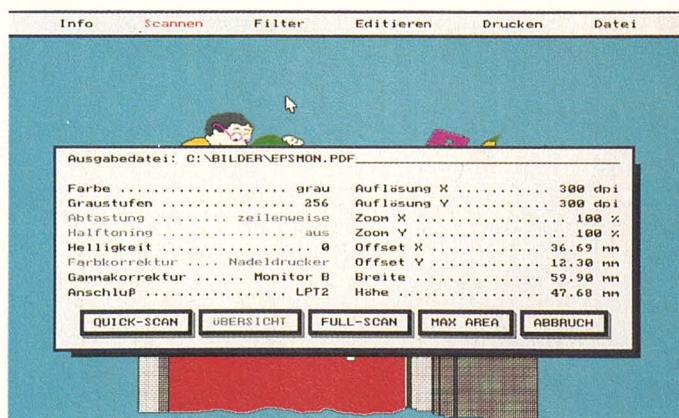 Info Scannen Filter Editieren Drucken Datei
Ausgabedatei: C:\BILDER\EPSMON.PDF
Farbe .................... grau
Graustufen ............... 256
Abtastung ........ zeilenweise
Halftoning ............... aus
Helligkeit ................. 0
Farbkorrektur .... Nadeldrucker
Gammakorrektur ...... Monitor B
Anschluß ................ LPT2
Auflösung X ........... 300 dpi
Auflösung Y ........... 300 dpi
Zoom X .................. 100 %
Zoom Y .................. 100 %
Offset X ............. 36.69 mm
Offset Y ............. 12.30 mm
Breite ............... 59.90 mm
Höhe ................. 47.68 mm
QUICK-SCAN ÜBERSICHT FULL-SCAN MAX AREA ABBRUCH